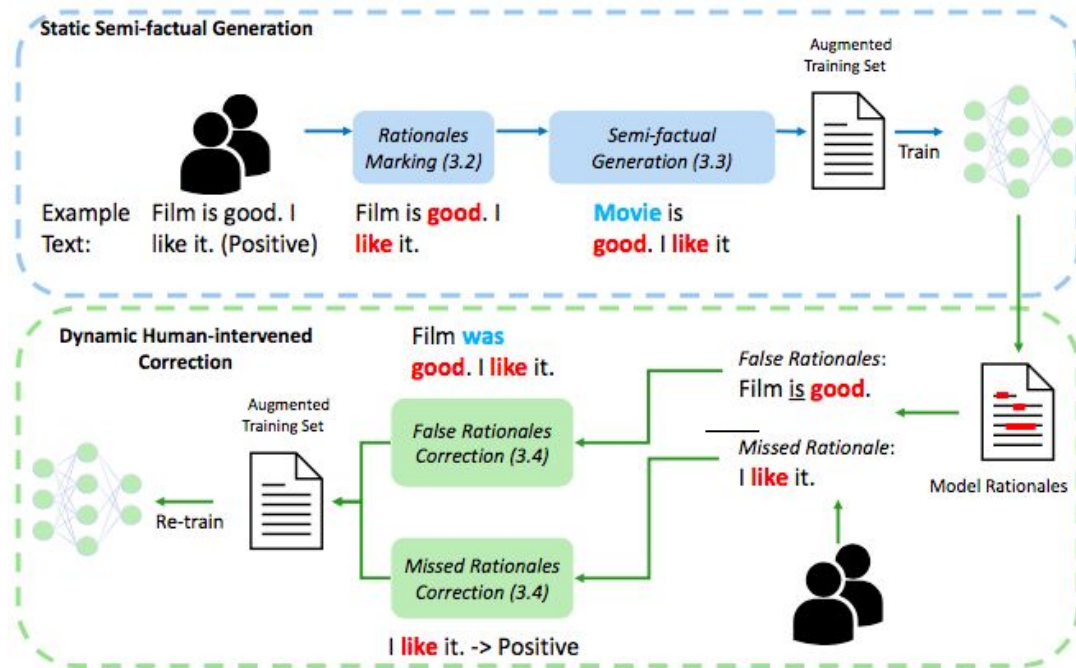 Static Semi-factual Generation
Augmented
Training Set
Rationales
Marking (3.2)
Semi-factual
Generation (3.3)
Train
Example
Text:
Film is good. I
like it. (Positive)
Film is good. I
like it.
Movie is
good. I like it
Dynamic Human-intervened
Correction
Film was
good. I like it.
False Rationales:
Film is good.
Augmented
Training Set
False Rationales
Correction (3.4)
Missed Rationale:
I like it.
Model Rationales
Re-train
Missed Rationales
Correction (3.4)
I like it. -> Positive